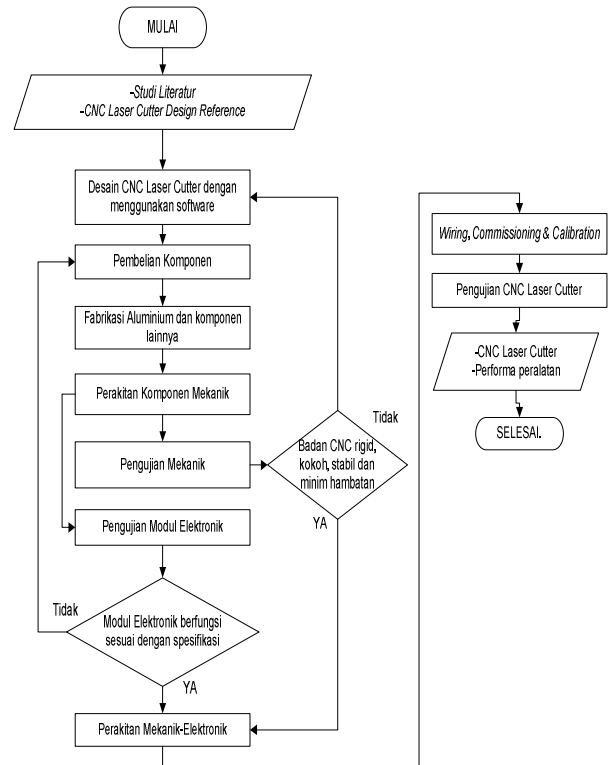 MULAI
-Studi Literatur
-CNC Laser Cutter Design Reference
Desain CNC Laser Cutter dengan
menggunakan software
Pembelian Komponen
Fabrikasi Aluminium dan komponen
lainnya
Perakitan Komponen Mekanik
Pengujian Mekanik
Badan CNC rigid,
kokoh, stabil dan
minim hambatan
Tidak
YA
Pengujian Modul Elektronik
Modul Elektronik berfungsi
sesuai dengan spesifikasi
Tidak
YA
Perakitan Mekanik-Elektronik
Wiring, Commissioning & Calibration
Pengujian CNC Laser Cutter
-CNC Laser Cutter
-Performa peralatan
SELESAI.